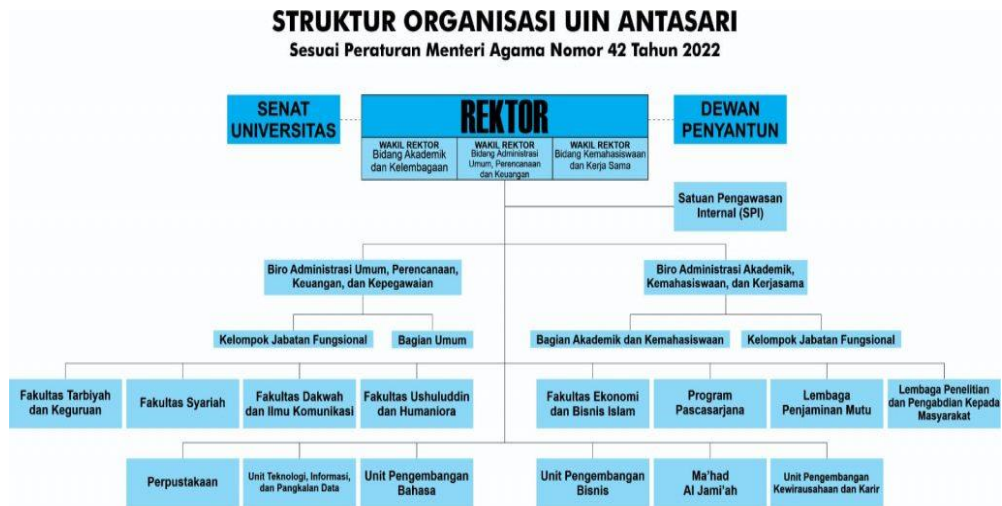 STRUKTUR ORGANISASI UIN ANTASARI
Sesuai Peraturan Menteri Agama Nomor 42 Tahun 2022
SENAT
UNIVERSITAS
REKTOR
DEWAN
PENYANTUN
WAKIL REKTOR
Bidang Akademik
dan Kelembagaan
WAKIL REKTOR
Bidang Administrasi
Umum, Perencanaan
dan Keuangan
WAKIL REKTOR
Bidang Kemahasiswaan
dan Kerja Sama
Satuan Pengawasan
Internal (SPI)
Biro Administrasi Umum, Perencanaan,
Keuangan, dan Kepegawaian
Biro Administrasi Akademik,
Kemahasiswaan, dan Kerjasama
Kelompok Jabatan Fungsional
Bagian Umum
Bagian Akademik dan Kemahasiswaan
Kelompok Jabatan Fungsional
Fakultas Tarbiyah
dan Keguruan
Fakultas Syariah
Fakultas Dakwah
dan Ilmu Komunikasi
Fakultas Ushuluddin
dan Humaniora
Fakultas Ekonomi
dan Bisnis Islam
Program
Pascasarjana
Lembaga
Penjaminan Mutu
Lembaga Penelitian
dan Pengabdian Kepada
Masyarakat
Perpustakaan
Unit Teknologi, Informasi,
dan Pangkalan Data
Unit Pengembangan
Bahasa
Unit Pengembangan
Bisnis
Ma'had
Al Jami'ah
Unit Pengembangan
Kewirausahaan dan Karir